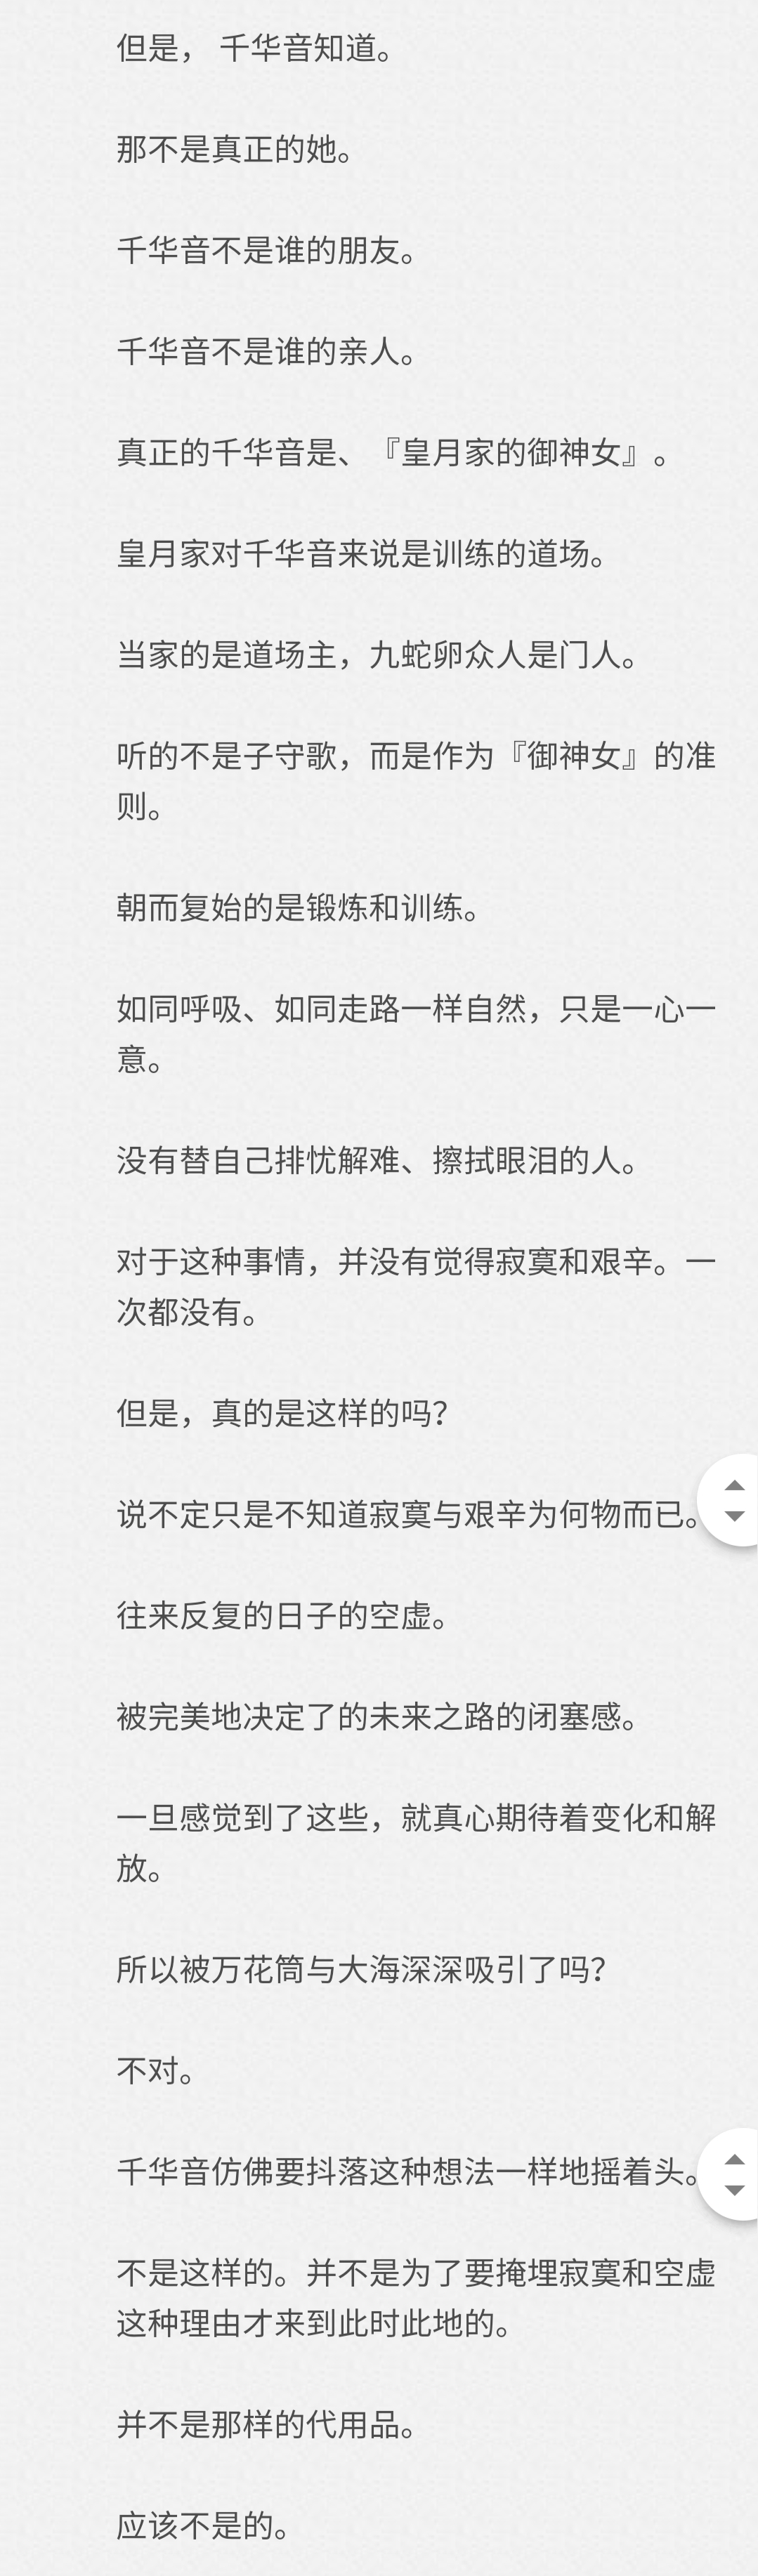 但是， 千华音知道。
那不是真正的她。
千华音不是谁的朋友。
千华音不是谁的亲人。
真正的千华音是、『皇月家的御神女』。
皇月家对千华音来说是训练的道场。
当家的是道场主，九蛇卵众人是门人。
听的不是子守歌，而是作为『御神女』的准
则。
朝而复始的是锻炼和训练。
如同呼吸、如同走路一样自然，只是一心一
意。
没有替自己排忧解难、擦拭眼泪的人。
对于这种事情，并没有觉得寂寞和艰辛。一
次都没有。
但是，真的是这样的吗？
说不定只是不知道寂寞与艰辛为何物而已。
往来反复的日子的空虚。
被完美地决定了的未来之路的闭塞感。
一旦感觉到了这些，就真心期待着变化和解
放。
所以被万花筒与大海深深吸引了吗？
不对。
千华音仿佛要抖落这种想法一样地摇着头。
不是这样的。并不是为了要掩埋寂寞和空虚
这种理由才来到此时此地的。
并不是那样的代用品。
应该不是的。